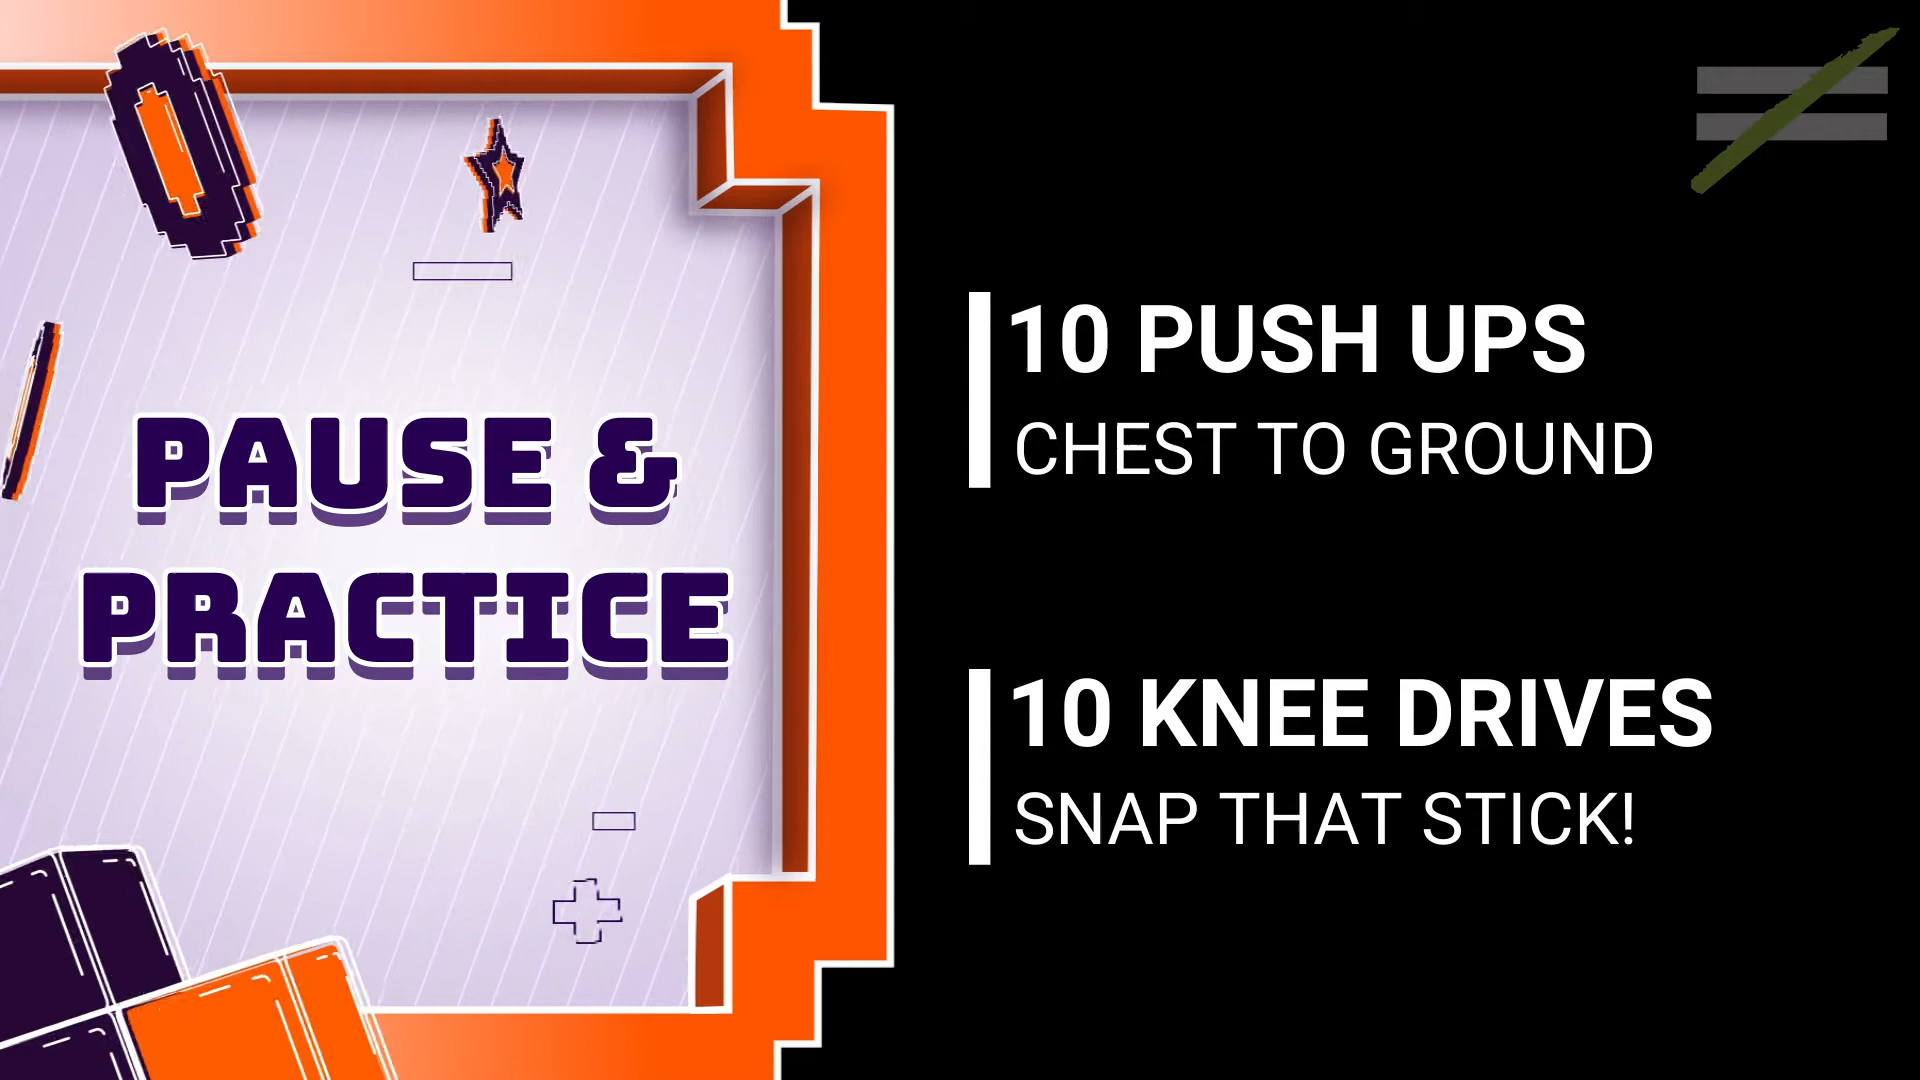 PAUSE &
PRACTICE
10 PUSH UPS
CHEST TO GROUND
10 KNEE DRIVES
SNAP THAT STICK!